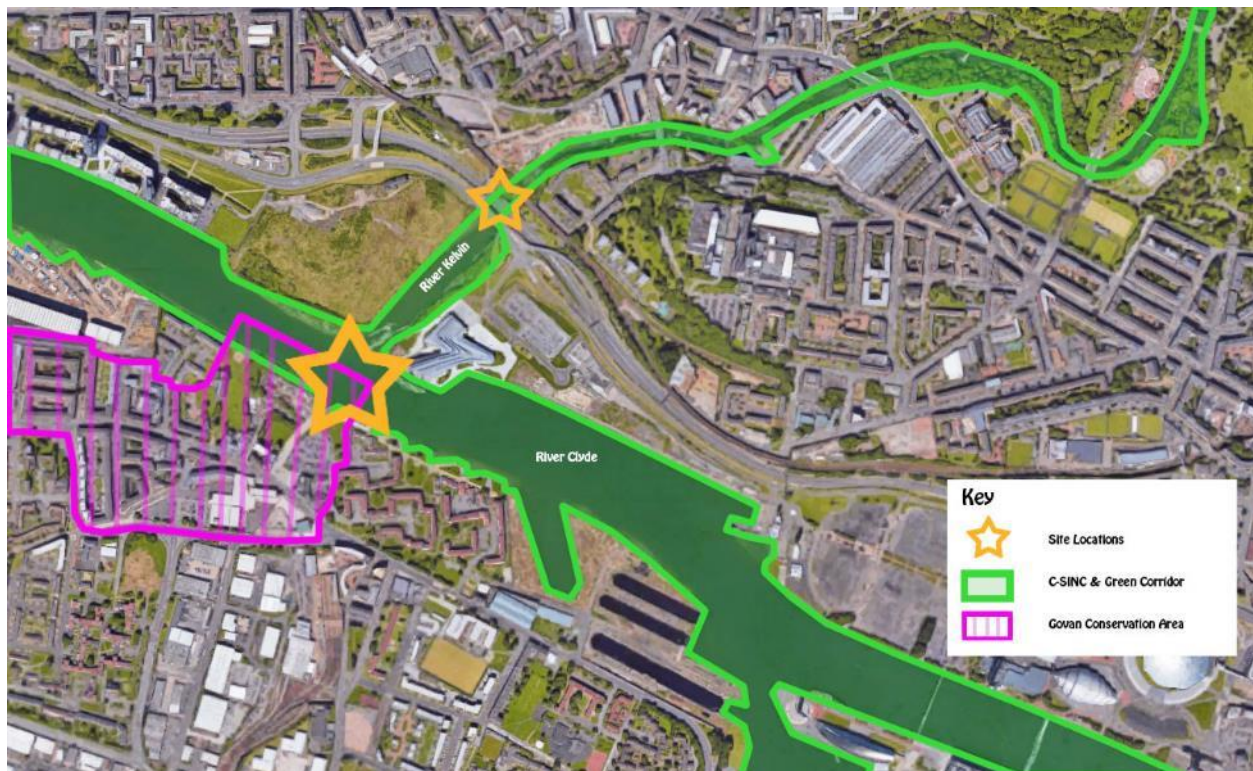 River Kelvin
River Clyde
Key
Site Locations
C-SINC & Green Corridor
Govan Conservation Area